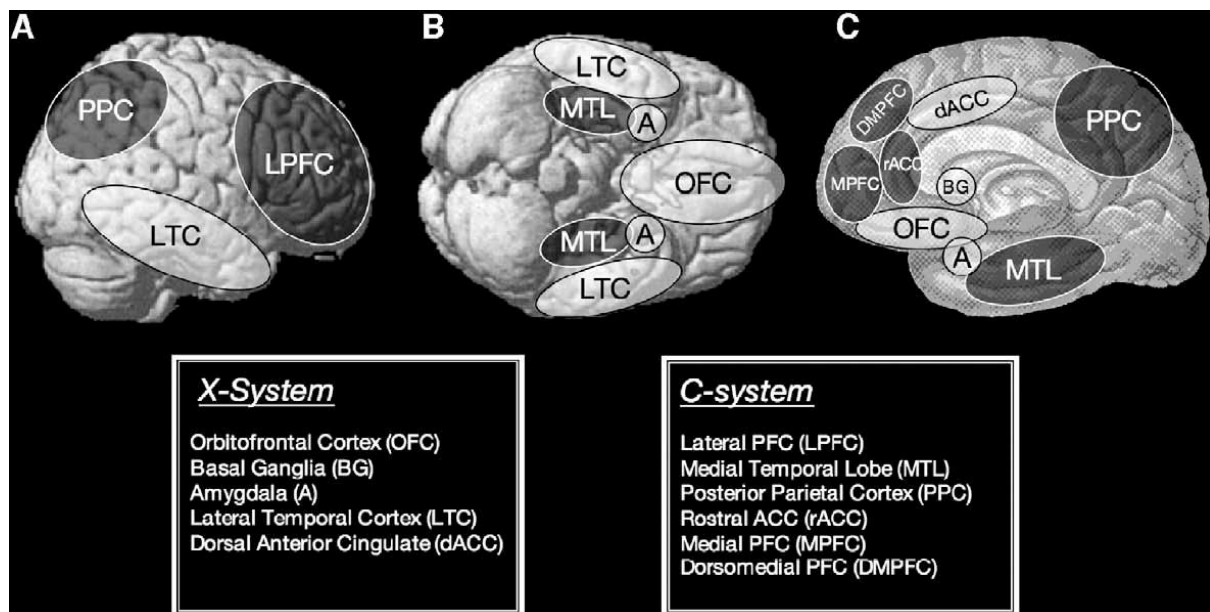 A
PPC
LPFC
LTC
B
LTC
MTL
A
OFC
A
MTL
LTC
C
DMPFC
dACC
PPC
MPFC
rACC
BG
OFC
A
MTL
X-System
Orbitofrontal Cortex (OFC)
Basal Ganglia (BG)
Amygdala (A)
Lateral Temporal Cortex (LTC)
Dorsal Anterior Cingulate (dACC)
C-system
Lateral PFC (LPFC)
Medial Temporal Lobe (MTL)
Posterior Parietal Cortex (PPC)
Rostral ACC (rACC)
Medial PFC (MPFC)
Dorsomedial PFC (DMPFC)